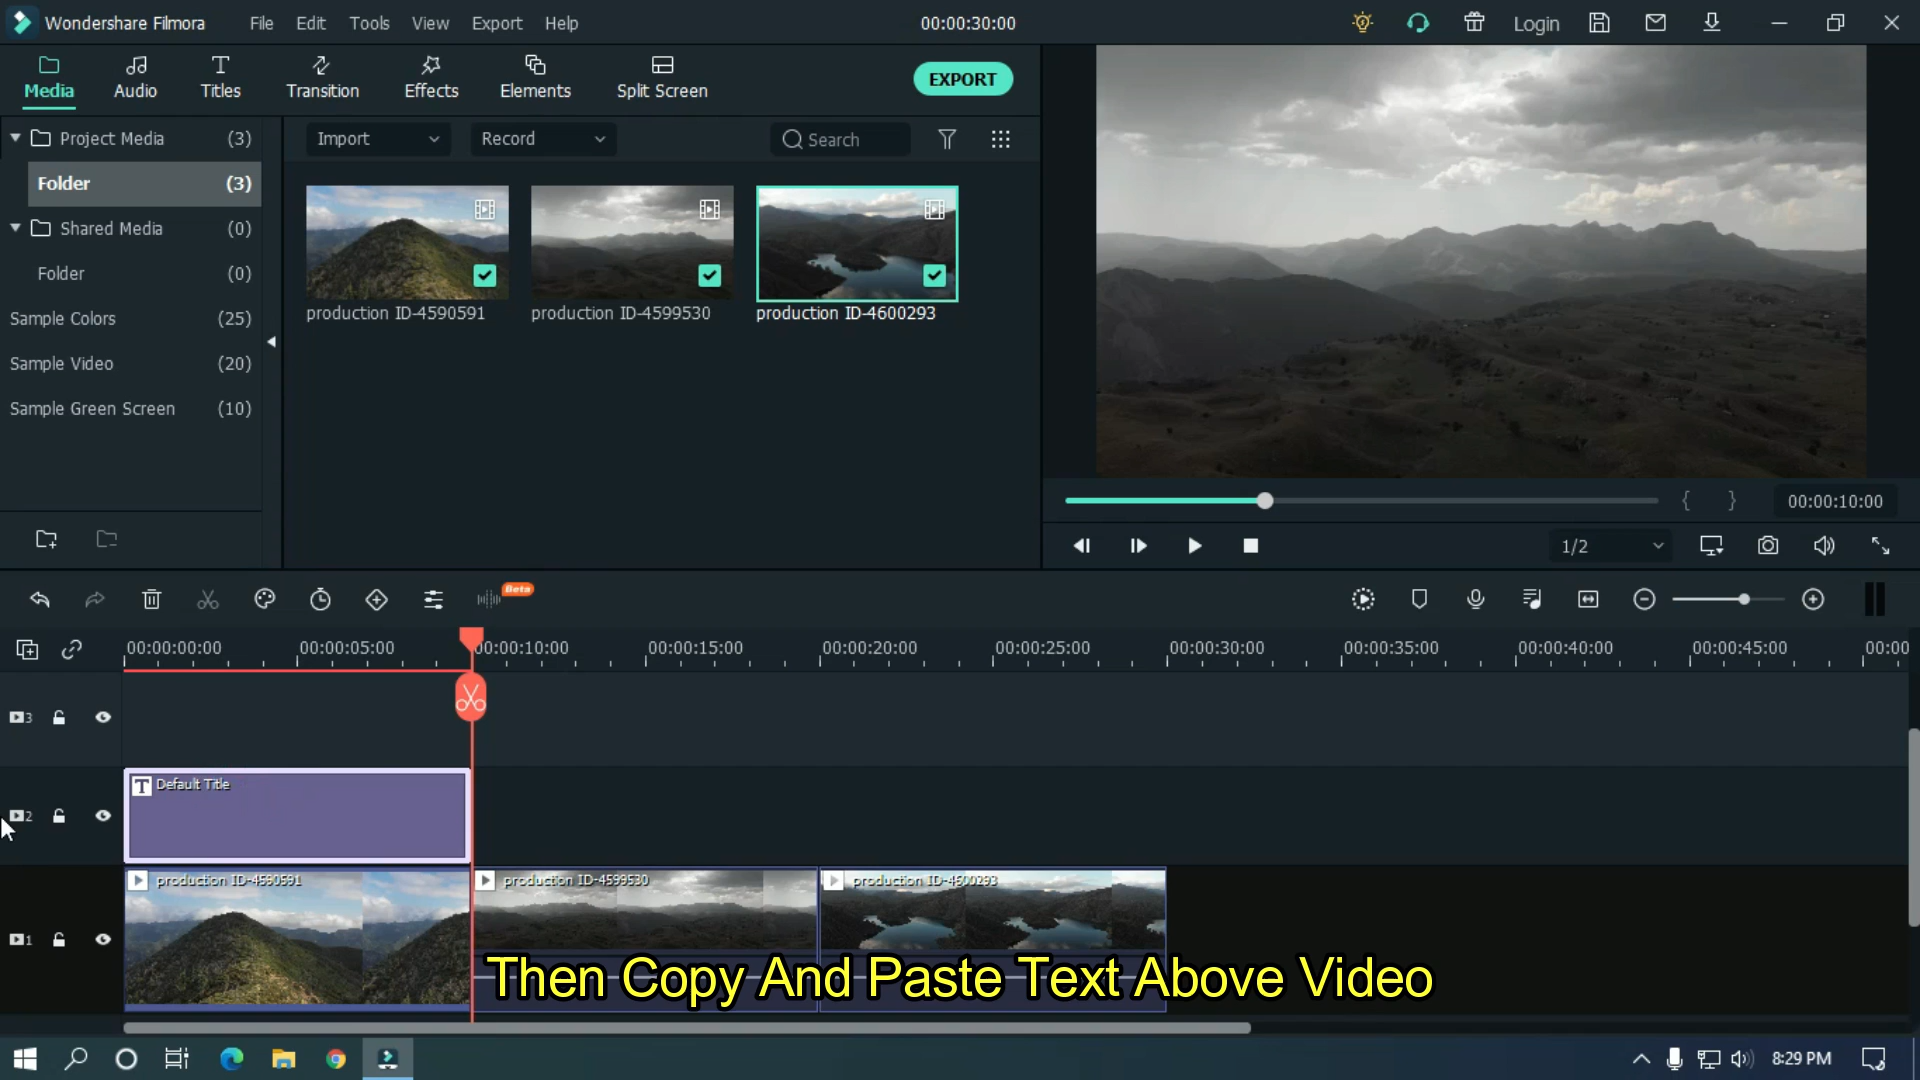 Wondershare Filmora File Edit Tools View Export Help 00:00:30:00 Login
Media Audio Titles Transition Effects Elements Split Screen EXPORT
Project Media (3) Import Record Search
Folder (3)
Shared Media (0)
Folder (0)
Sample Colors (25)
Sample Video (20)
Sample Green Screen (10)
production ID-4590591 production ID-4599530 production ID-4600293
{ } 00:00:10:00
1/2
Beta
00:00:00:00 00:00:05:00 00:00:10:00 00:00:15:00 00:00:20:00 00:00:25:00 00:00:30:00 00:00:35:00 00:00:40:00 00:00:45:00 00:00
3
T Default Title
2
production ID-4590591 production ID-4599530 production ID-4600293
1
Then Copy And Paste Text Above Video
8:29 PM